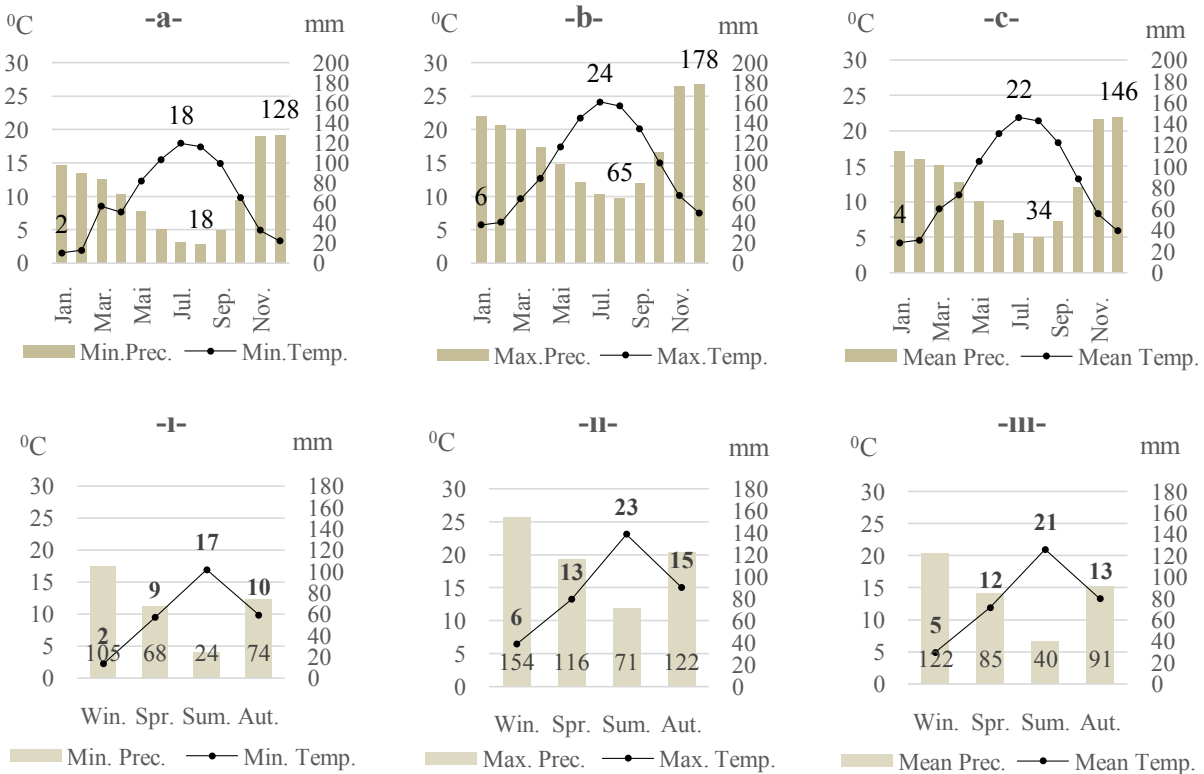 -a-
⁰C
mm
30
25
20
15
10
5
0
200
180
160
140
120
100
80
60
40
20
0
2
18
18
128
Jan.
Mar.
Mai
Jul.
Sep.
Nov.
Min.Prec.
Min.Temp.
-b-
⁰C
mm
30
25
20
15
10
5
0
200
180
160
140
120
100
80
60
40
20
0
6
24
65
178
Jan.
Mar.
Mai
Jul.
Sep.
Nov.
Max.Prec.
Max.Temp.
-c-
⁰C
mm
30
25
20
15
10
5
0
200
180
160
140
120
100
80
60
40
20
0
4
22
34
146
Jan.
Mar.
Mai
Jul.
Sep.
Nov.
Mean Prec.
Mean Temp.
-i-
⁰C
mm
30
25
20
15
10
5
0
180
160
140
120
100
80
60
40
20
0
2
9
17
10
105
68
24
74
Win. Spr. Sum. Aut.
Min. Prec.
Min. Temp.
-ii-
⁰C
mm
30
25
20
15
10
5
0
180
160
140
120
100
80
60
40
20
0
6
13
23
15
154
116
71
122
Win. Spr. Sum. Aut.
Max. Prec.
Max. Temp.
-iii-
⁰C
mm
30
25
20
15
10
5
0
180
160
140
120
100
80
60
40
20
0
5
12
21
13
122
85
40
91
Win. Spr. Sum. Aut.
Mean Prec.
Mean Temp.